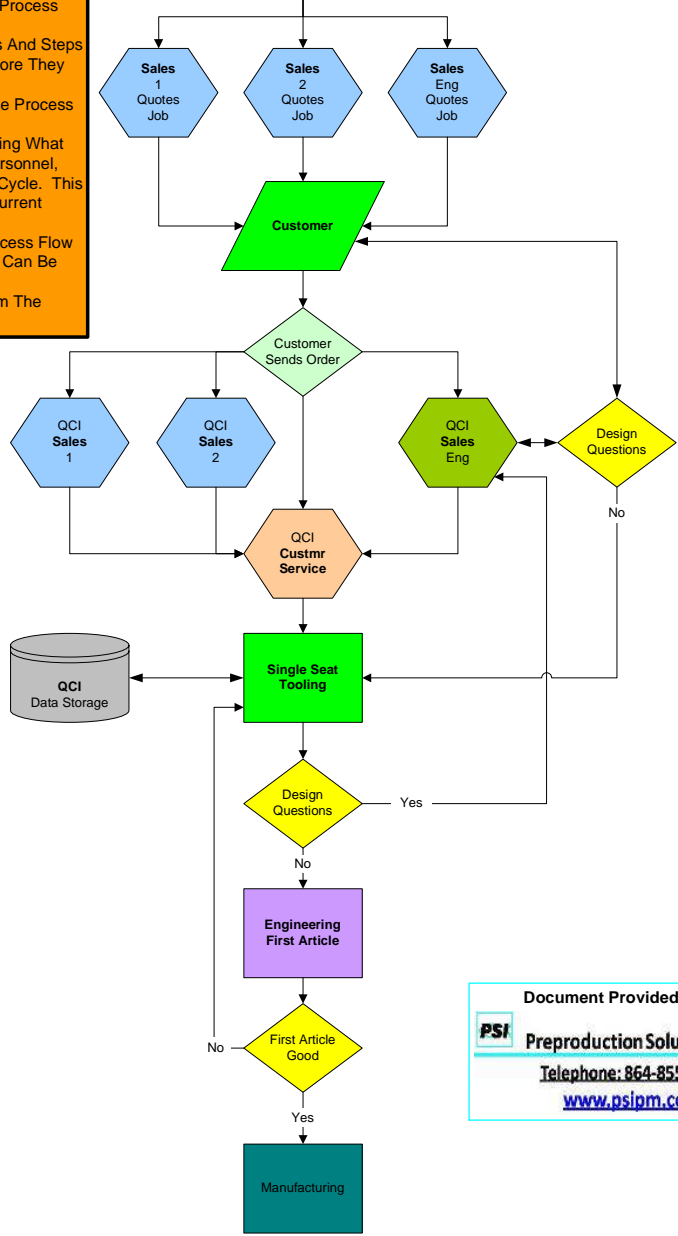 Process
s And Steps
ore They
e Process
ing What
rsonnel,
Cycle.  This
urrent
cess Flow
Can Be
m The
Sales
1
Quotes
Job
Sales
2
Quotes
Job
Sales
Eng
Quotes
Job
Customer
Customer
Sends Order
QCI
Sales
1
QCI
Sales
2
QCI
Sales
Eng
Design
Questions
No
QCI
Custmr
Service
Single Seat
Tooling
QCI
Data Storage
Design
Questions
Yes
No
Engineering
First Article
First Article
Good
No
Yes
Manufacturing
Document Provided
PSI
Preproduction Solu
Telephone: 864-855
www.psipm.c